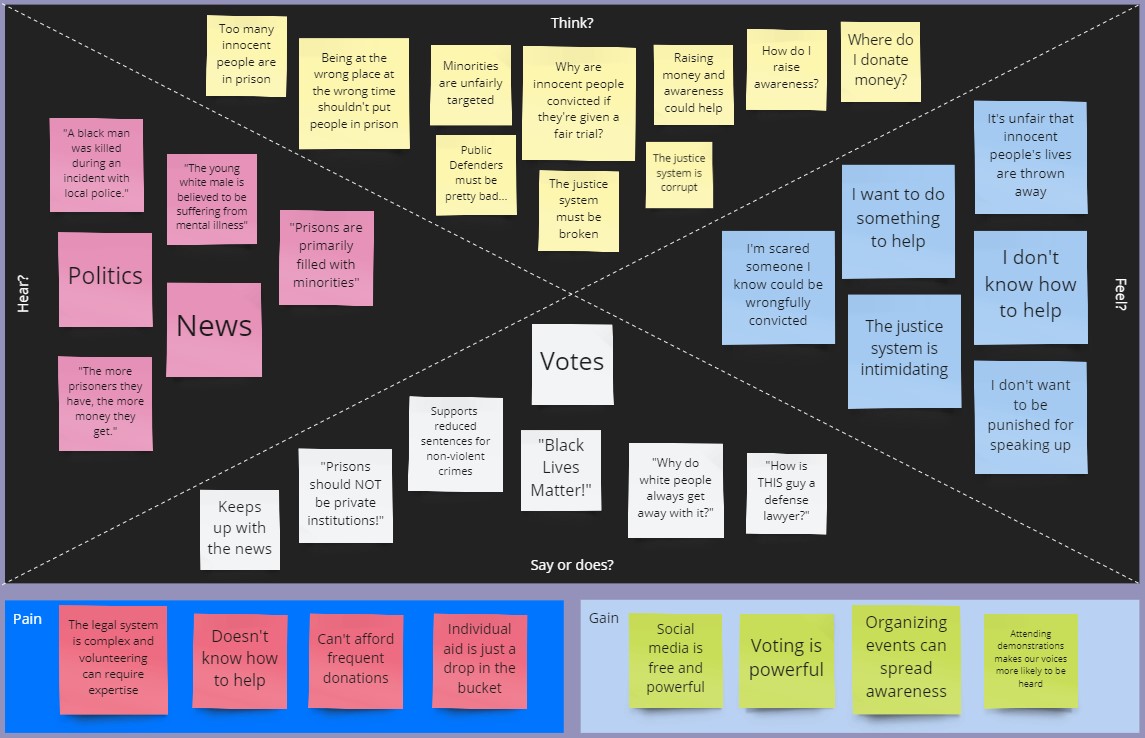 Think?
Too many
innocent
people are
in prison
Being at the
wrong place at
the wrong time
shouldn't put
people in prison
Minorities
are unfairly
targeted
Why are
innocent people
convicted if
they're given a
fair trial?
Raising
money and
awareness
could help
How do I
raise
awareness?
Where do
I donate
money?
Public
Defenders
must be
pretty bad...
The justice
system
must be
broken
The justice
system is
corrupt
Hear?
"A black man
was killed
during an
incident with
local police."
"The young
white male is
believed to be
suffering from
mental illness"
"Prisons are
primarily
filled with
minorities"
Politics
News
"The more
prisoners they
have, the more
money they
get."
Feel?
It's unfair that
innocent
people's lives
are thrown
away
I want to do
something
to help
I'm scared
someone I
know could be
wrongfully
convicted
I don't
know how
to help
The justice
system is
intimidating
I don't want
to be
punished for
speaking up
Votes
Supports
reduced
sentences for
non-violent
crimes
"Black
Lives
Matter!"
"Prisons
should NOT
be private
institutions!"
"Why do
white people
always get
away with it?"
"How is
THIS guy a
defense
lawyer?"
Keeps
up with
the news
Say or does?
Pain
The legal system
is complex and
volunteering
can require
expertise
Doesn't
know how
to help
Can't afford
frequent
donations
Individual
aid is just a
drop in the
bucket
Gain
Social
media is
free and
powerful
Voting is
powerful
Organizing
events can
spread
awareness
Attending
demonstrations
makes our voices
more likely to be
heard